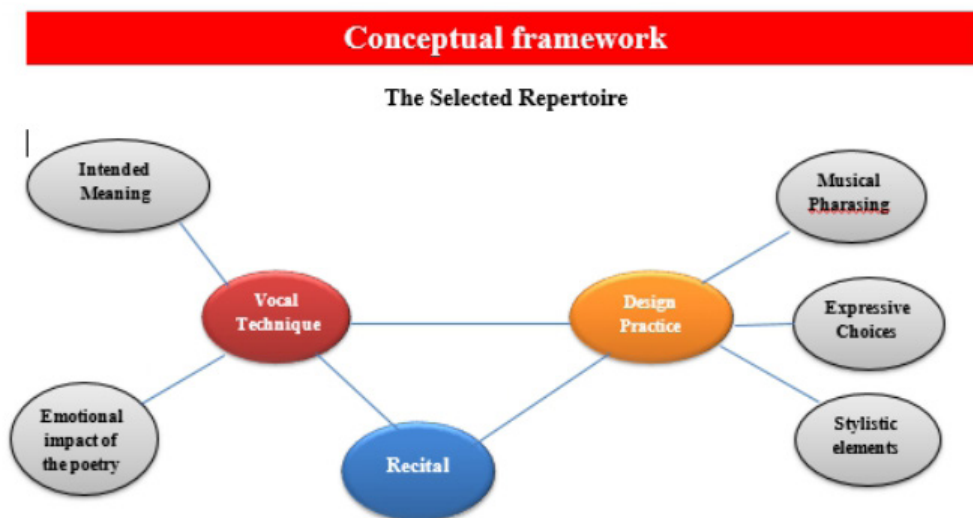 Conceptual framework
The Selected Repertoire
Intended
Meaning
Musical
Pharasing
Vocal
Technique
Design
Practice
Expressive
Choices
Emotional
impact of
the poetry
Recital
Stylistic
elements